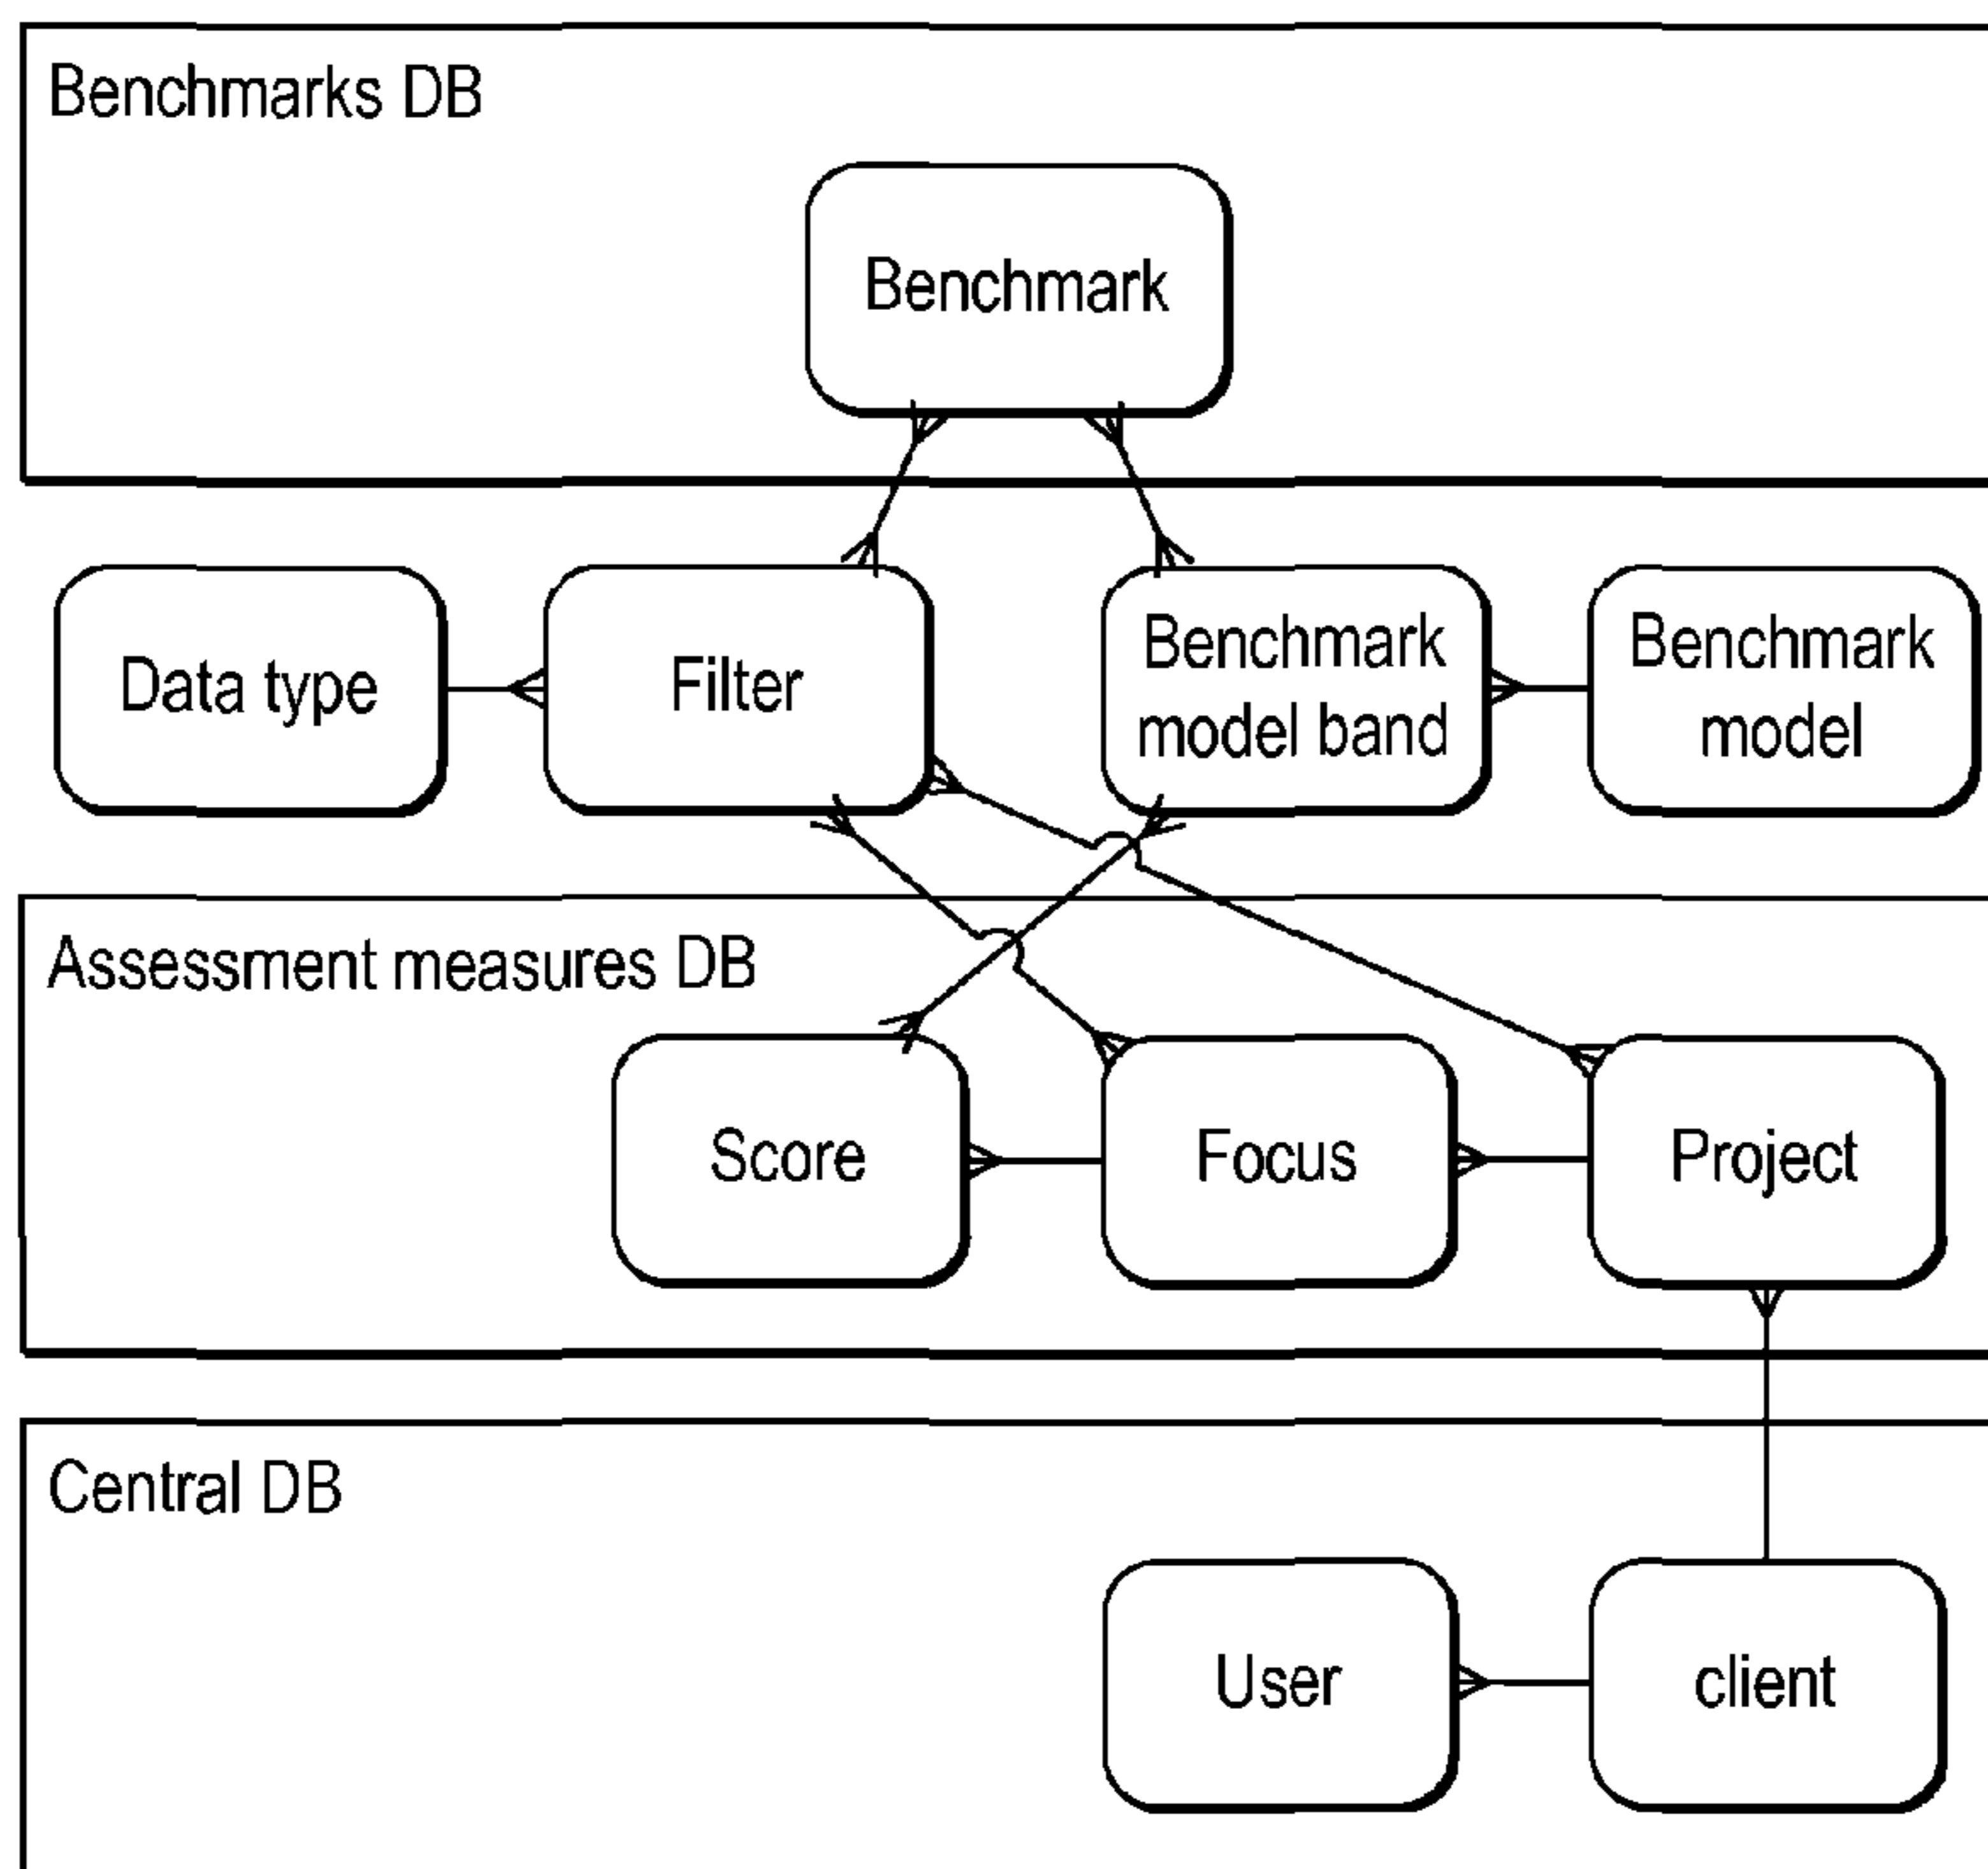 Benchmarks DB
Benchmark
Data type
Filter
Benchmark
model band
Benchmark
model
Assessment measures DB
Score
Focus
Project
Central DB
User
client